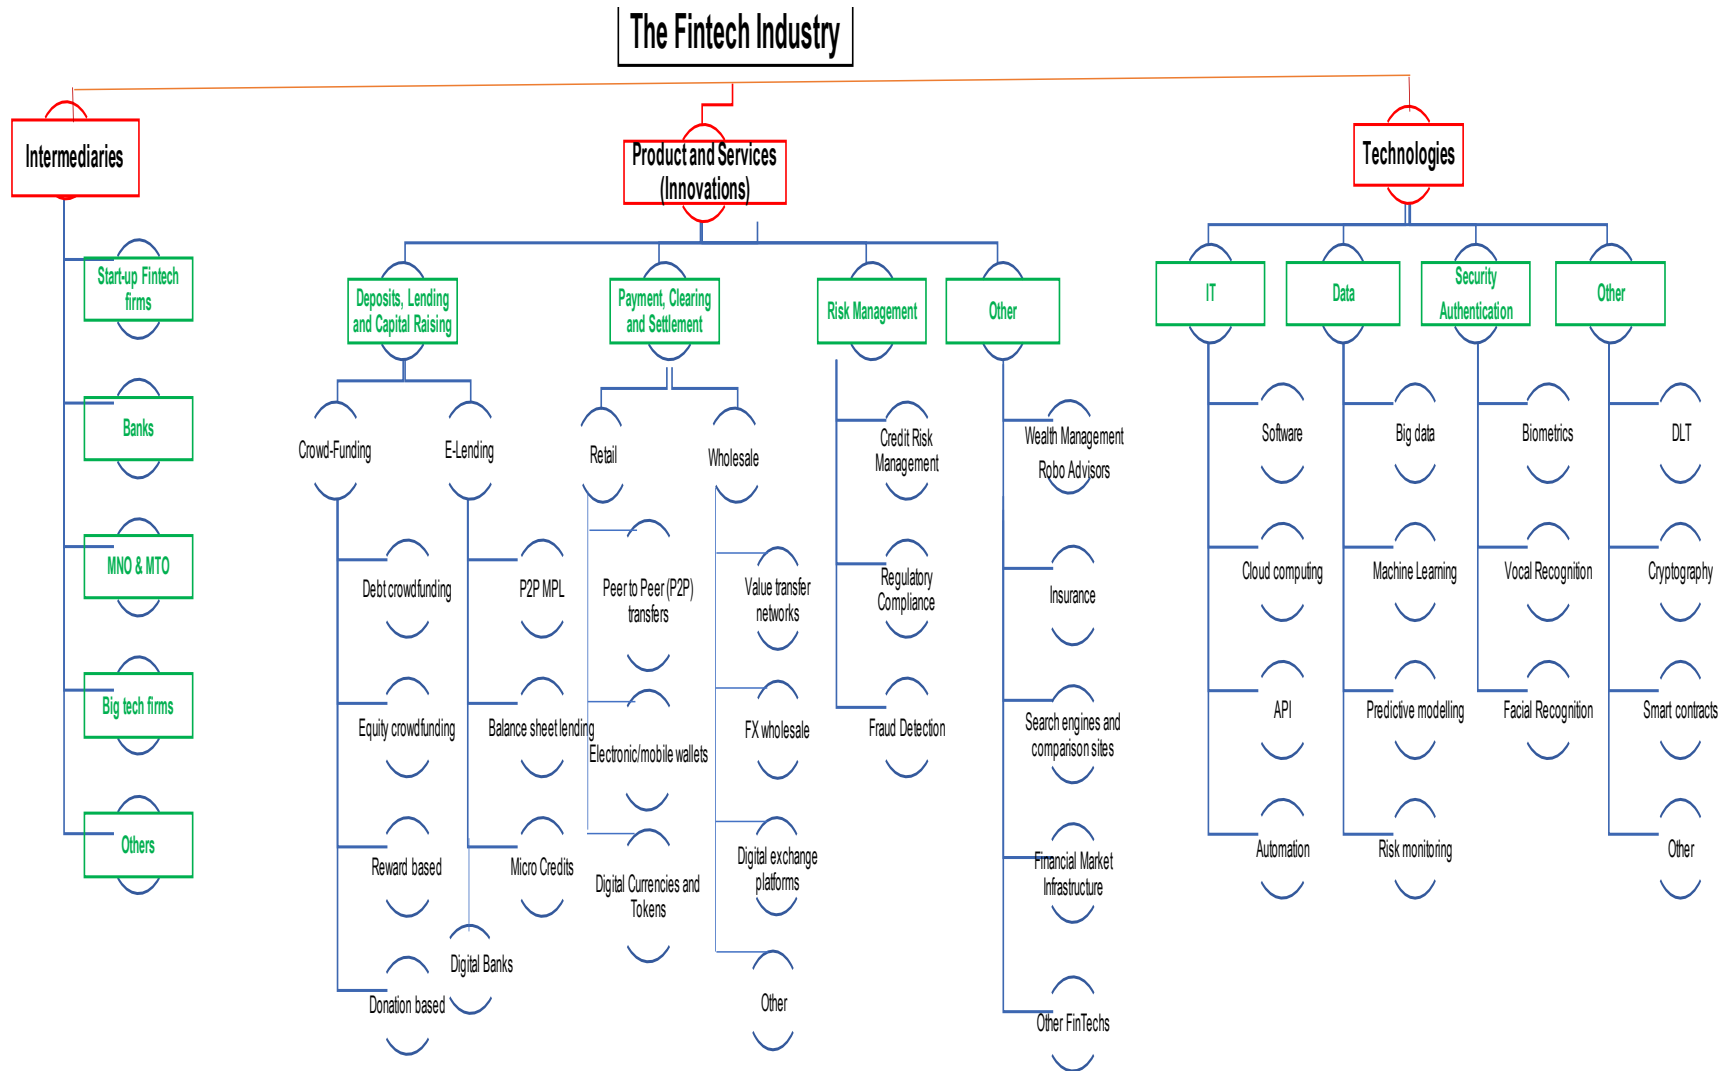 The Fintech Industry
Intermediaries
Product and Services
(Innovations)
Technologies
Start-up Fintech
firms
Banks
MNO & MTO
Big tech firms
Others
Deposits, Lending
and Capital Raising
Payment, Clearing
and Settlement
Risk Management
Other
IT
Data
Security
Authentication
Other
Crowd-Funding
E-Lending
Retail
Wholesale
Debt crowdfunding
Equity crowdfunding
Reward based
Donation based
P2P MPL
Balance sheet lending
Micro Credits
Digital Banks
Peer to Peer (P2P)
transfers
Electronic/mobile wallets
Digital Currencies and
Tokens
Value transfer
networks
FX wholesale
Digital exchange
platforms
Other
Credit Risk
Management
Regulatory
Compliance
Fraud Detection
Wealth Management
Robo Advisors
Insurance
Search engines and
comparison sites
Financial Market
Infrastructure
Other FinTechs
Software
Cloud computing
API
Automation
Big data
Machine Learning
Predictive modelling
Risk monitoring
Biometrics
Vocal Recognition
Facial Recognition
DLT
Cryptography
Smart contracts
Other